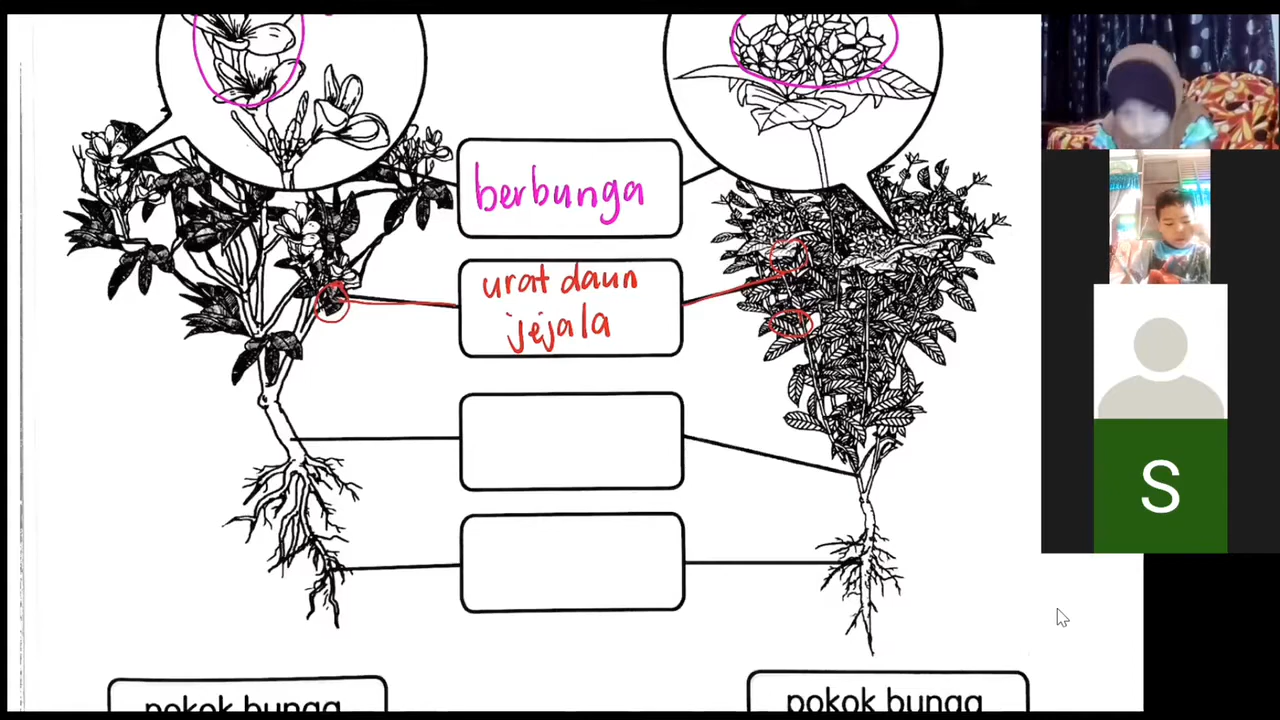 berbunga
urat daun
jejala
S
pokok bunga
pokok bunga